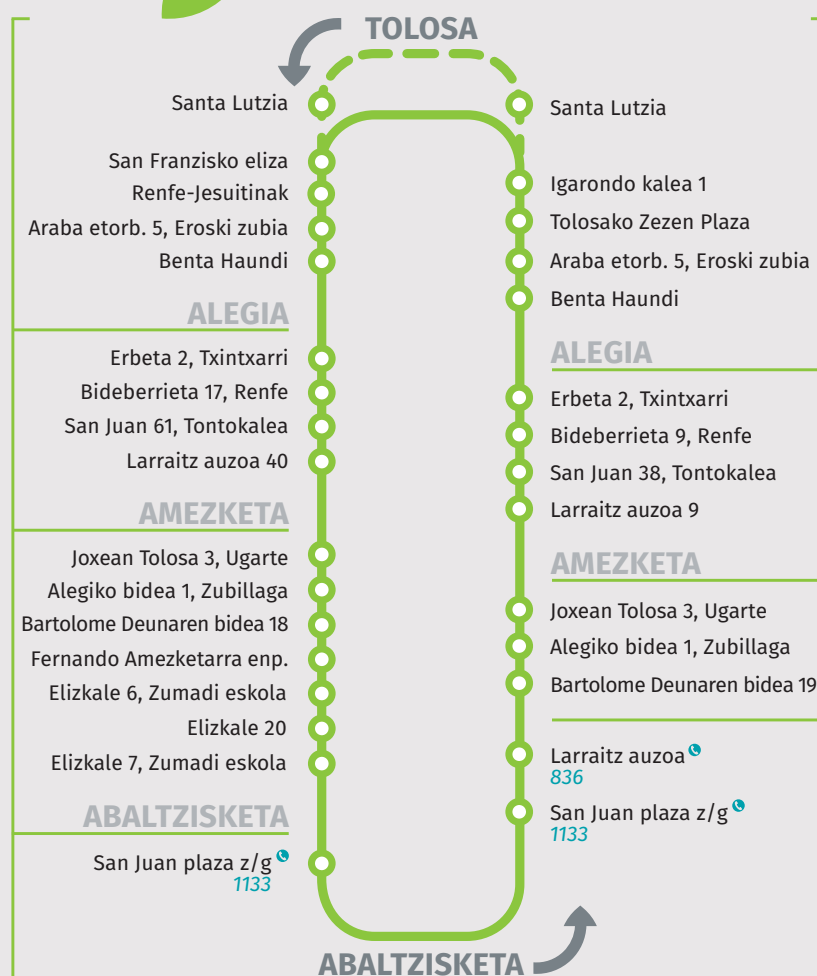 TOLOSA
Santa Lutzia
San Franzisko eliza
Renfe-Jesuitinak
Araba etorb. 5, Eroski zubia
Benta Haundi
ALEGIA
Erbeta 2, Txintxarri
Bideberrieta 17, Renfe
San Juan 61, Tontokalea
Larraitz auzoa 40
AMEZKETA
Joxean Tolosa 3, Ugarte
Alegiko bidea 1, Zubillaga
Bartolome Deunaren bidea 18
Fernando Amezketarra enp.
Elizkale 6, Zumadi eskola
Elizkale 20
Elizkale 7, Zumadi eskola
ABALTZISKETA
San Juan plaza z/g
1133
Santa Lutzia
Igarondo kalea 1
Tolosako Zezen Plaza
Araba etorb. 5, Eroski zubia
Benta Haundi
ALEGIA
Erbeta 2, Txintxarri
Bideberrieta 9, Renfe
San Juan 38, Tontokalea
Larraitz auzoa 9
AMEZKETA
Joxean Tolosa 3, Ugarte
Alegiko bidea 1, Zubillaga
Bartolome Deunaren bidea 19
Larraitz auzoa
836
San Juan plaza z/g
1133
ABALTZISKETA